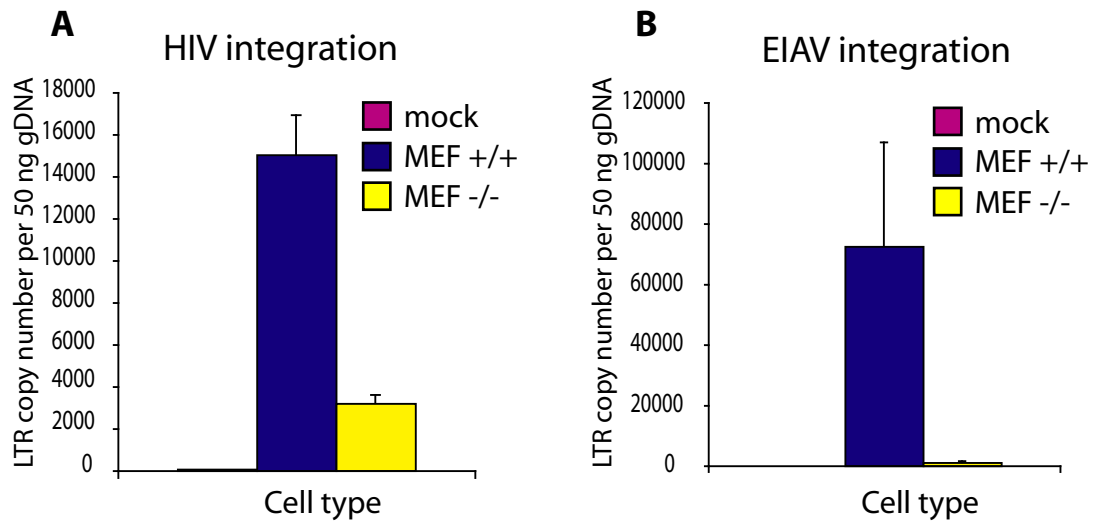 A
HIV integration
LTR copy number per 50 ng gDNA
18000
16000
14000
12000
10000
8000
6000
4000
2000
0
mock
MEF +/+
MEF -/-
Cell type
B
EIAV integration
LTR copy number per 50 ng gDNA
120000
100000
80000
60000
40000
20000
0
mock
MEF +/+
MEF -/-
Cell type